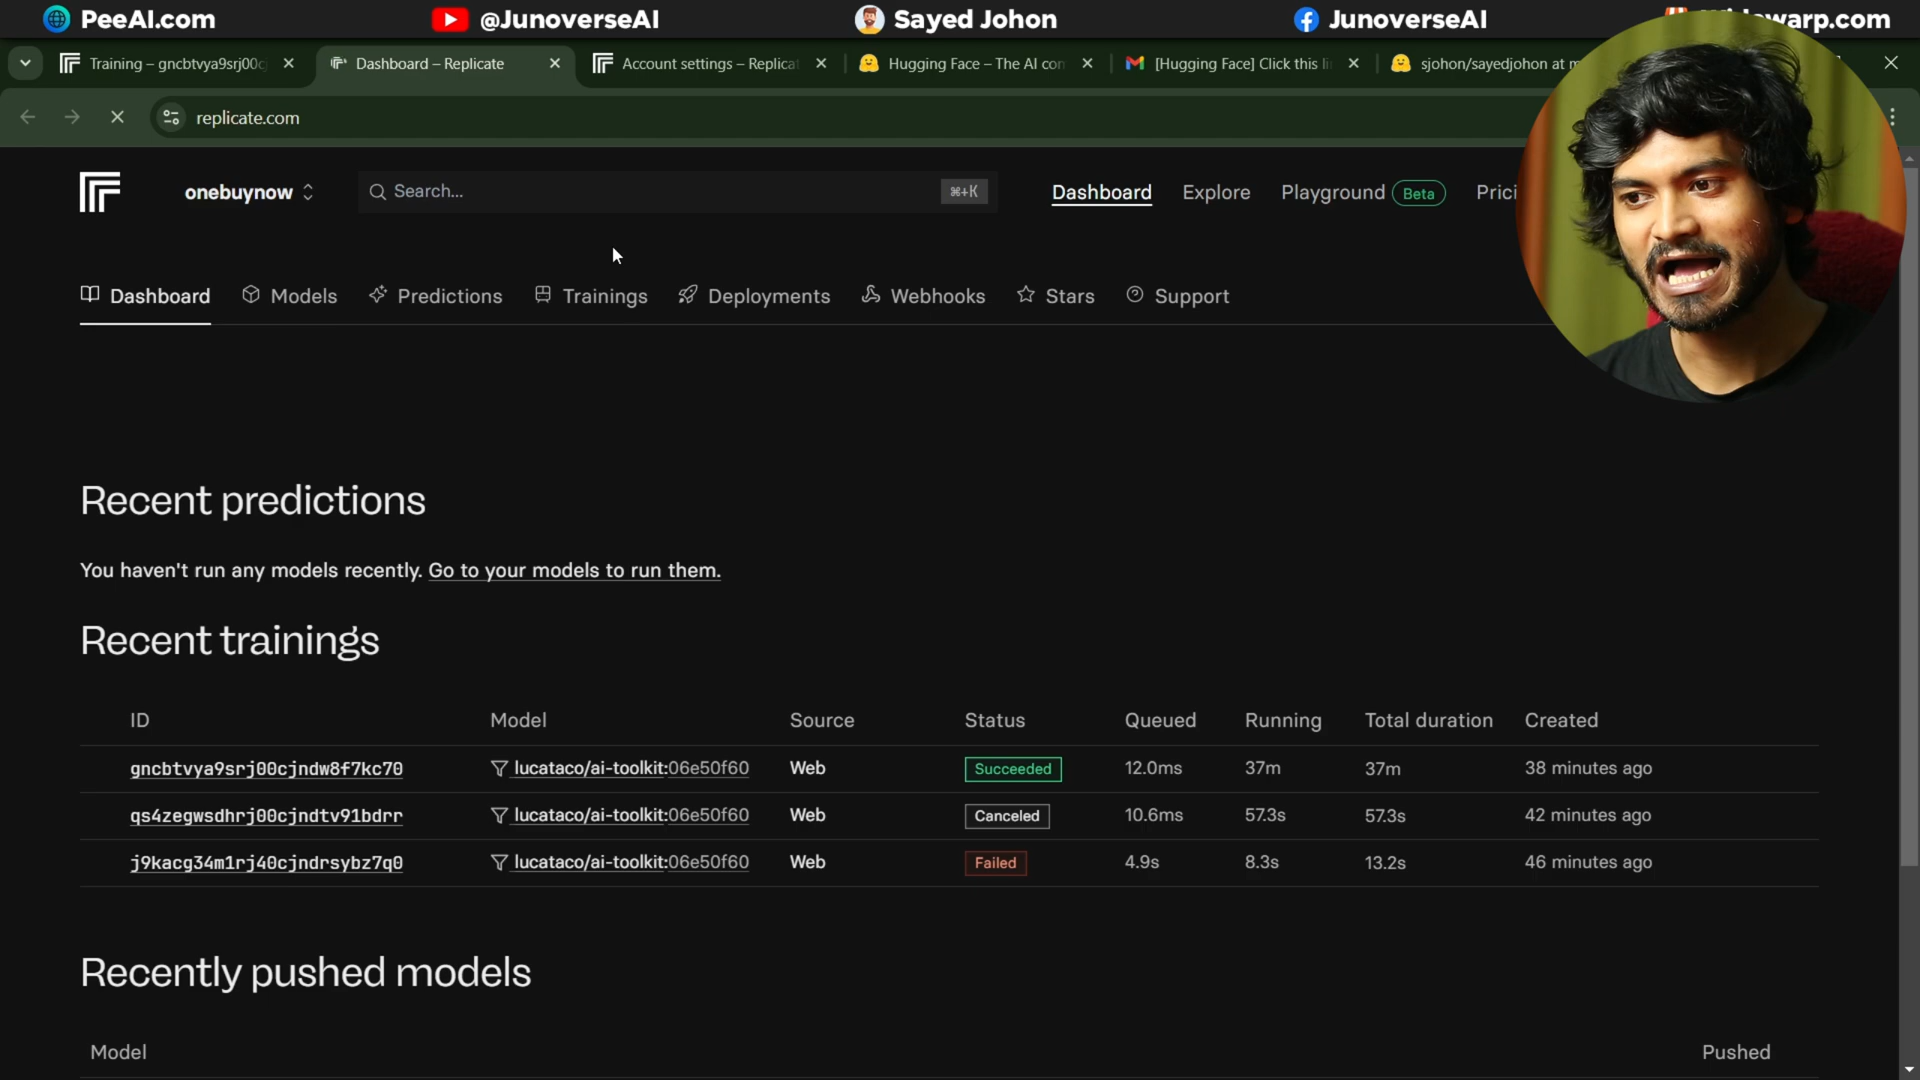 PeeAI.com @JunoverseAI Sayed Johon JunoverseAI
Training – gncbtvya9srj00c Dashboard – Replicate Account settings – Replicat Hugging Face – The AI con [Hugging Face] Click this li sjohon/sayedjohon at m
replicate.com
onebuynow Search... ⌘+K Dashboard Explore Playground Beta Prici
Dashboard Models Predictions Trainings Deployments Webhooks Stars Support
Recent predictions
You haven't run any models recently. Go to your models to run them.
Recent trainings
ID Model Source Status Queued Running Total duration Created
gncbtvya9srj00cjndw8f7kc70 lucataco/ai-toolkit:06e50f60 Web Succeeded 12.0ms 37m 37m 38 minutes ago
qs4zegwsdhrj00cjndtv91bdrr lucataco/ai-toolkit:06e50f60 Web Canceled 10.6ms 57.3s 57.3s 42 minutes ago
j9kacg34m1rj40cjndrsybz7q0 lucataco/ai-toolkit:06e50f60 Web Failed 4.9s 8.3s 13.2s 46 minutes ago
Recently pushed models
Model Pushed